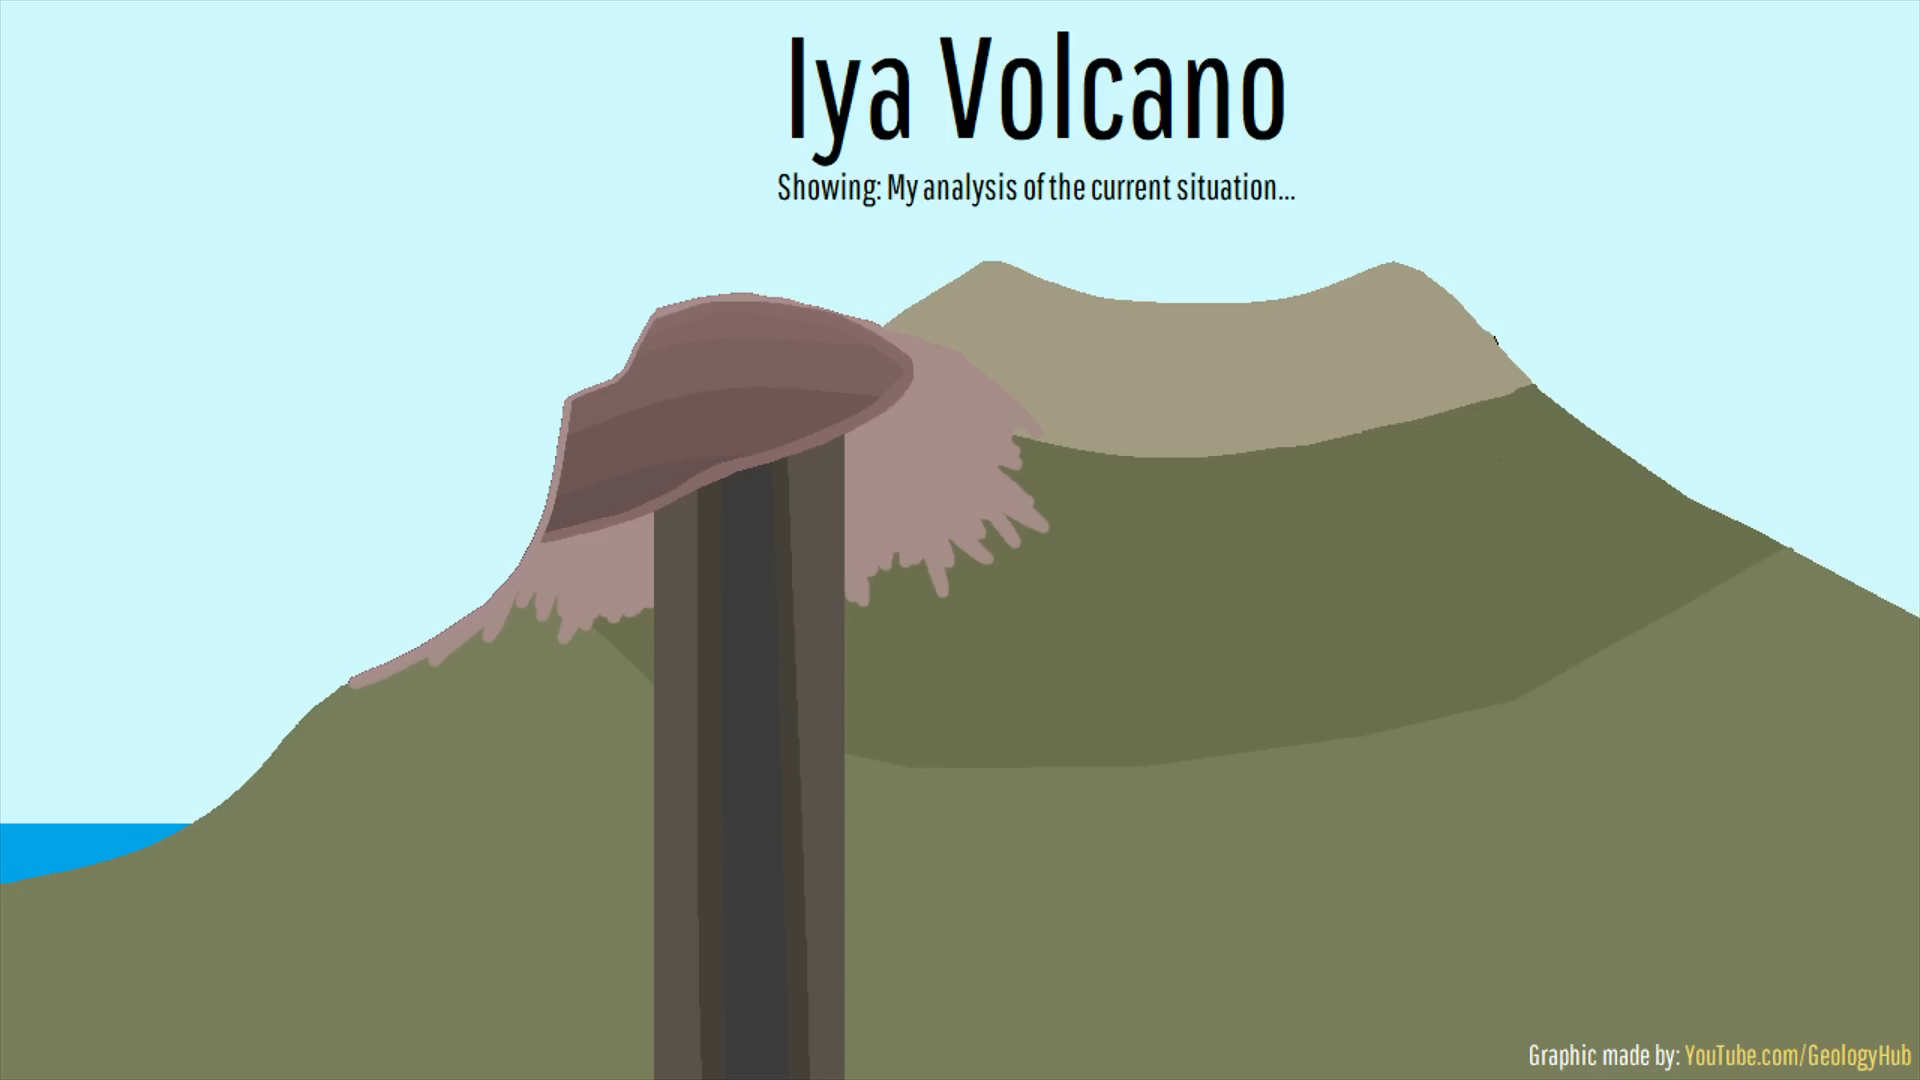 Iya Volcano
Showing: My analysis of the current situation...
Graphic made by: YouTube.com/GeologyHub